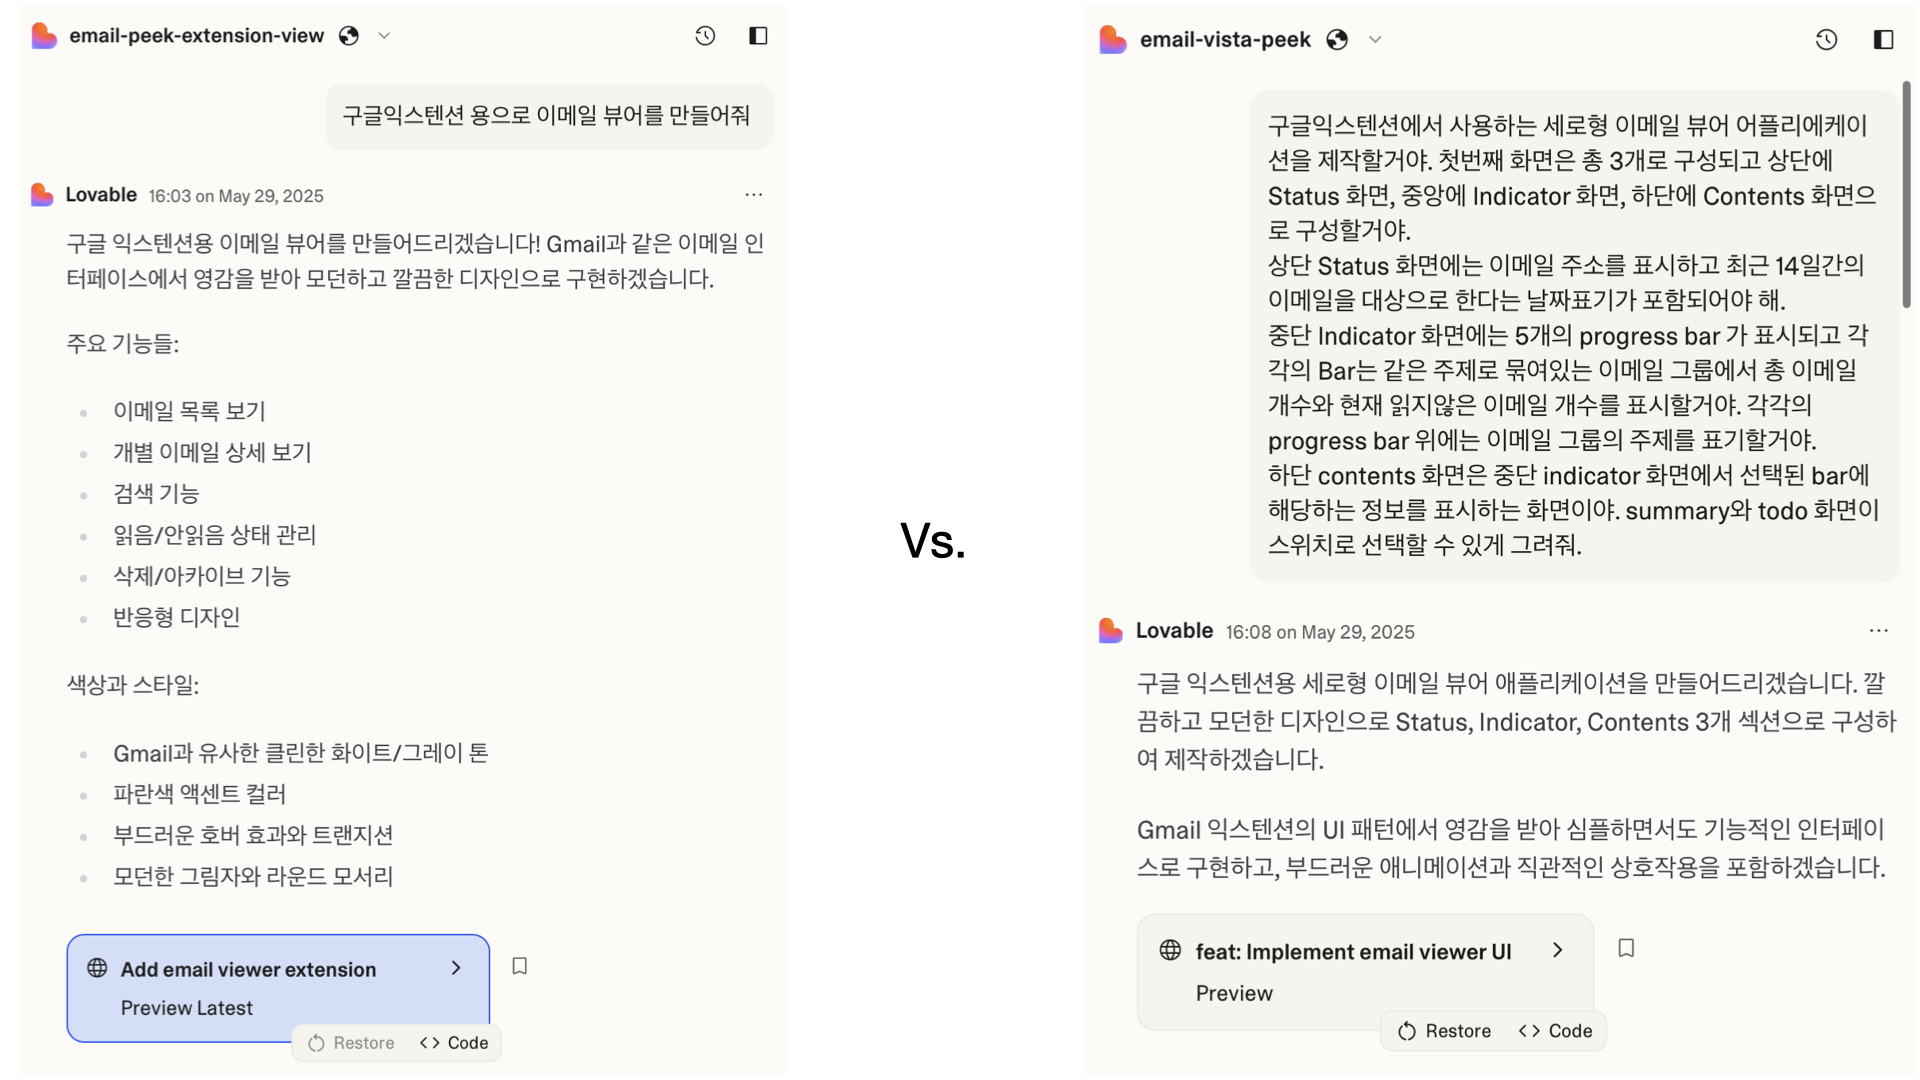 email-peek-extension-view
구글익스텐션 용으로 이메일 뷰어를 만들어줘
Lovable 16:03 on May 29, 2025
구글 익스텐션용 이메일 뷰어를 만들어드리겠습니다! Gmail과 같은 이메일 인
터페이스에서 영감을 받아 모던하고 깔끔한 디자인으로 구현하겠습니다.
주요 기능들:
이메일 목록 보기
개별 이메일 상세 보기
검색 기능
읽음/안읽음 상태 관리
삭제/아카이브 기능
반응형 디자인
색상과 스타일:
Gmail과 유사한 클린한 화이트/그레이 톤
파란색 액센트 컬러
부드러운 호버 효과와 트랜지션
모던한 그림자와 라운드 모서리
Add email viewer extension
Preview Latest
Restore <> Code
Vs.
email-vista-peek
구글익스텐션에서 사용하는 세로형 이메일 뷰어 어플리에케이
션을 제작할거야. 첫번째 화면은 총 3개로 구성되고 상단에
Status 화면, 중앙에 Indicator 화면, 하단에 Contents 화면으
로 구성할거야.
상단 Status 화면에는 이메일 주소를 표시하고 최근 14일간의
이메일을 대상으로 한다는 날짜표기가 포함되어야 해.
중단 Indicator 화면에는 5개의 progress bar 가 표시되고 각
각의 Bar는 같은 주제로 묶여있는 이메일 그룹에서 총 이메일
개수와 현재 읽지않은 이메일 개수를 표시할거야. 각각의
progress bar 위에는 이메일 그룹의 주제를 표기할거야.
하단 contents 화면은 중단 indicator 화면에서 선택된 bar에
해당하는 정보를 표시하는 화면이야. summary와 todo 화면이
스위치로 선택할 수 있게 그려줘.
Lovable 16:08 on May 29, 2025
구글 익스텐션용 세로형 이메일 뷰어 애플리케이션을 만들어드리겠습니다. 깔
끔하고 모던한 디자인으로 Status, Indicator, Contents 3개 섹션으로 구성하
여 제작하겠습니다.
Gmail 익스텐션의 UI 패턴에서 영감을 받아 심플하면서도 기능적인 인터페이
스로 구현하고, 부드러운 애니메이션과 직관적인 상호작용을 포함하겠습니다.
feat: Implement email viewer UI
Preview
Restore <> Code